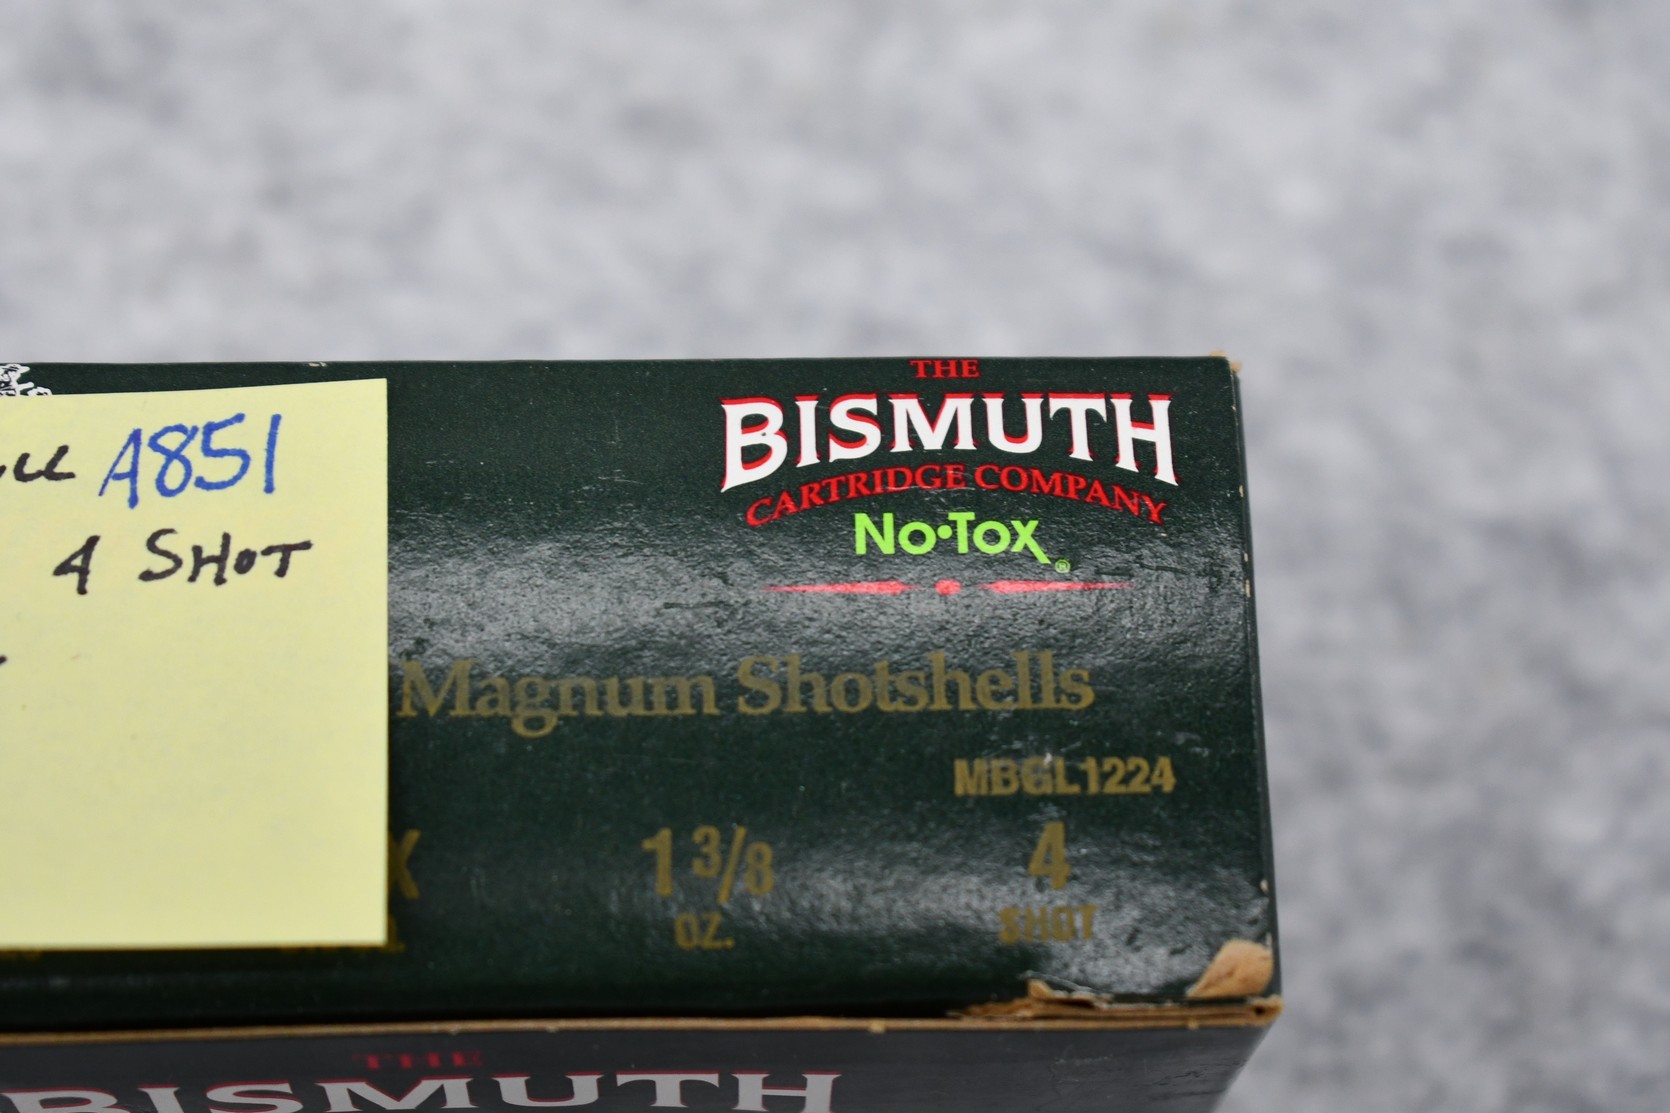 A851
4 SHOT
THE
BISMUTH
CARTRIDGE COMPANY
No•Tox®
Magnum Shotshells
MBGL1224
X 1 3/8 4
OZ. SHOT
THE
BISMUTH